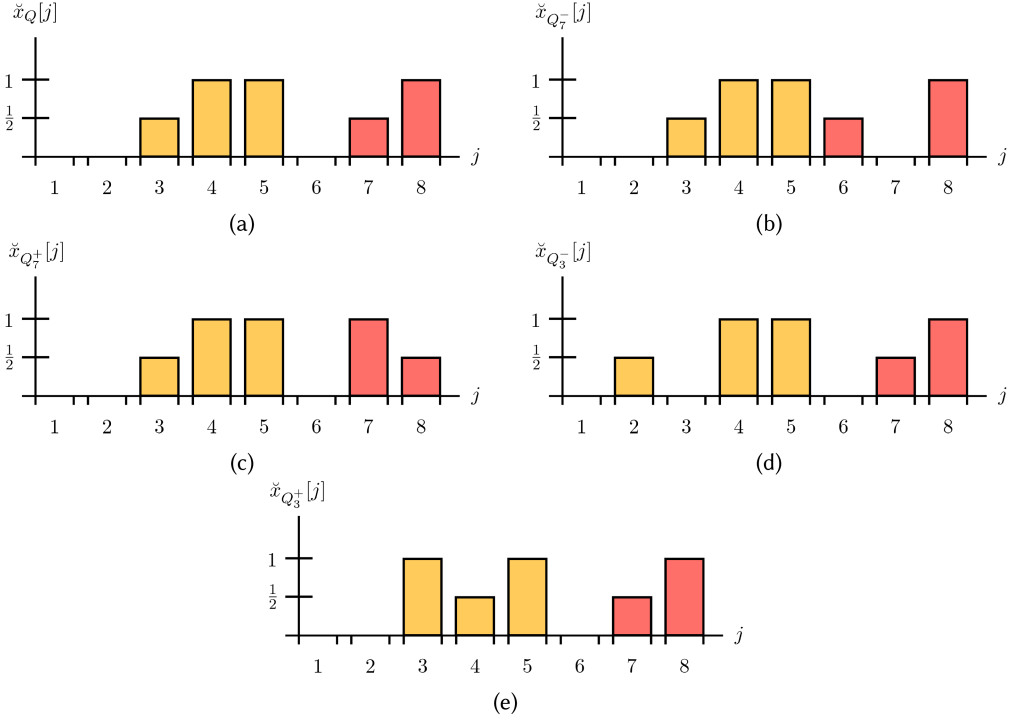 x̆_Q[j]
1
1/2
j
1 2 3 4 5 6 7 8
(a)
x̆_{Q_7^-}[j]
1
1/2
j
1 2 3 4 5 6 7 8
(b)
x̆_{Q_7^+}[j]
1
1/2
j
1 2 3 4 5 6 7 8
(c)
x̆_{Q_3^-}[j]
1
1/2
j
1 2 3 4 5 6 7 8
(d)
x̆_{Q_3^+}[j]
1
1/2
j
1 2 3 4 5 6 7 8
(e)